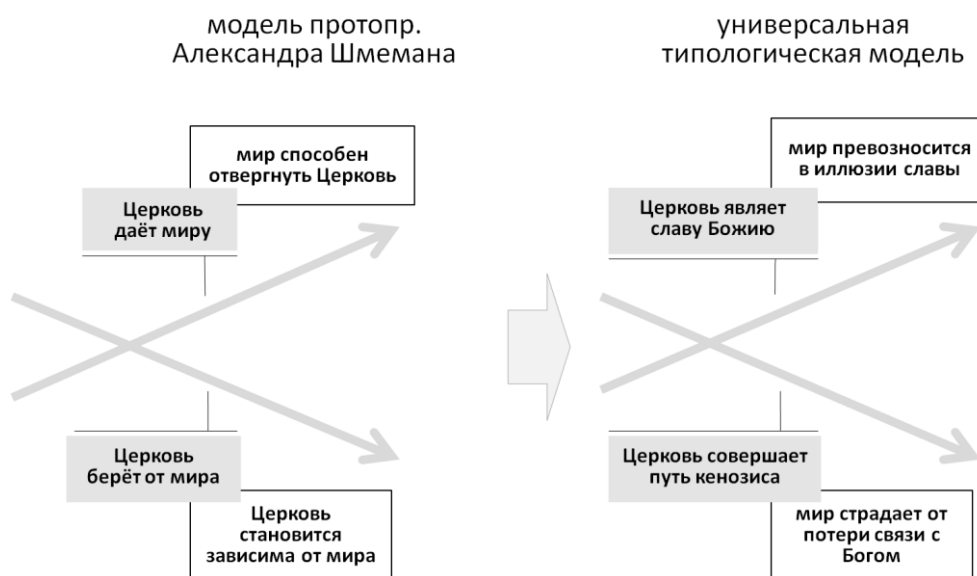 модель протопр.
Александра Шмемана
мир способен
отвергнуть Церковь
Церковь
даёт миру
Церковь
берёт от мира
Церковь
становится
зависима от мира
универсальная
типологическая модель
мир превозносится
в иллюзии славы
Церковь являет
славу Божию
Церковь совершает
путь кенозиса
мир страдает от
потери связи с
Богом